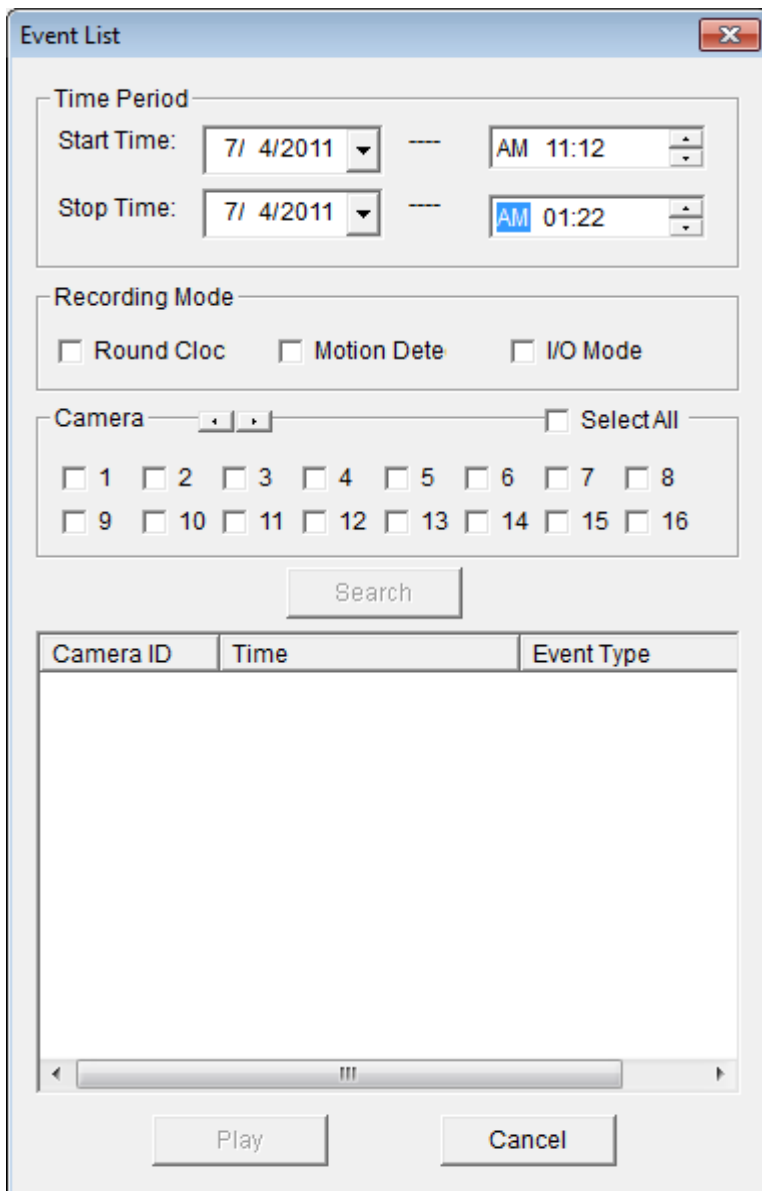 Event List
Time Period
Start Time: 7/ 4/2011 ---- AM 11:12
Stop Time: 7/ 4/2011 ---- AM 01:22
Recording Mode
Round Cloc Motion Dete I/O Mode
Camera Select All
1 2 3 4 5 6 7 8
9 10 11 12 13 14 15 16
Search
Camera ID Time Event Type
Play Cancel